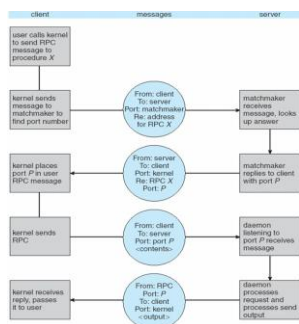 client
messages
server
user calls kernel
to send RPC
message to
procedure X
kernel sends
message to
matchmaker to
find port number
From: client
To: server
Port: matchmaker
Re: address
for RPC X
matchmaker
receives
message, looks
up answer
kernel places
port P in user
RPC message
From: server
To: client
Port: kernel
Re: RPC X
Port: P
matchmaker
replies to client
with port P
kernel sends
RPC
From: client
To: server
Port: port P
<contents>
daemon
listening to
port P receives
message
kernel receives
reply, passes
it to user
From: RPC
Port: P
To: client
Port: kernel
<output>
daemon
processes
request and
processes send
output